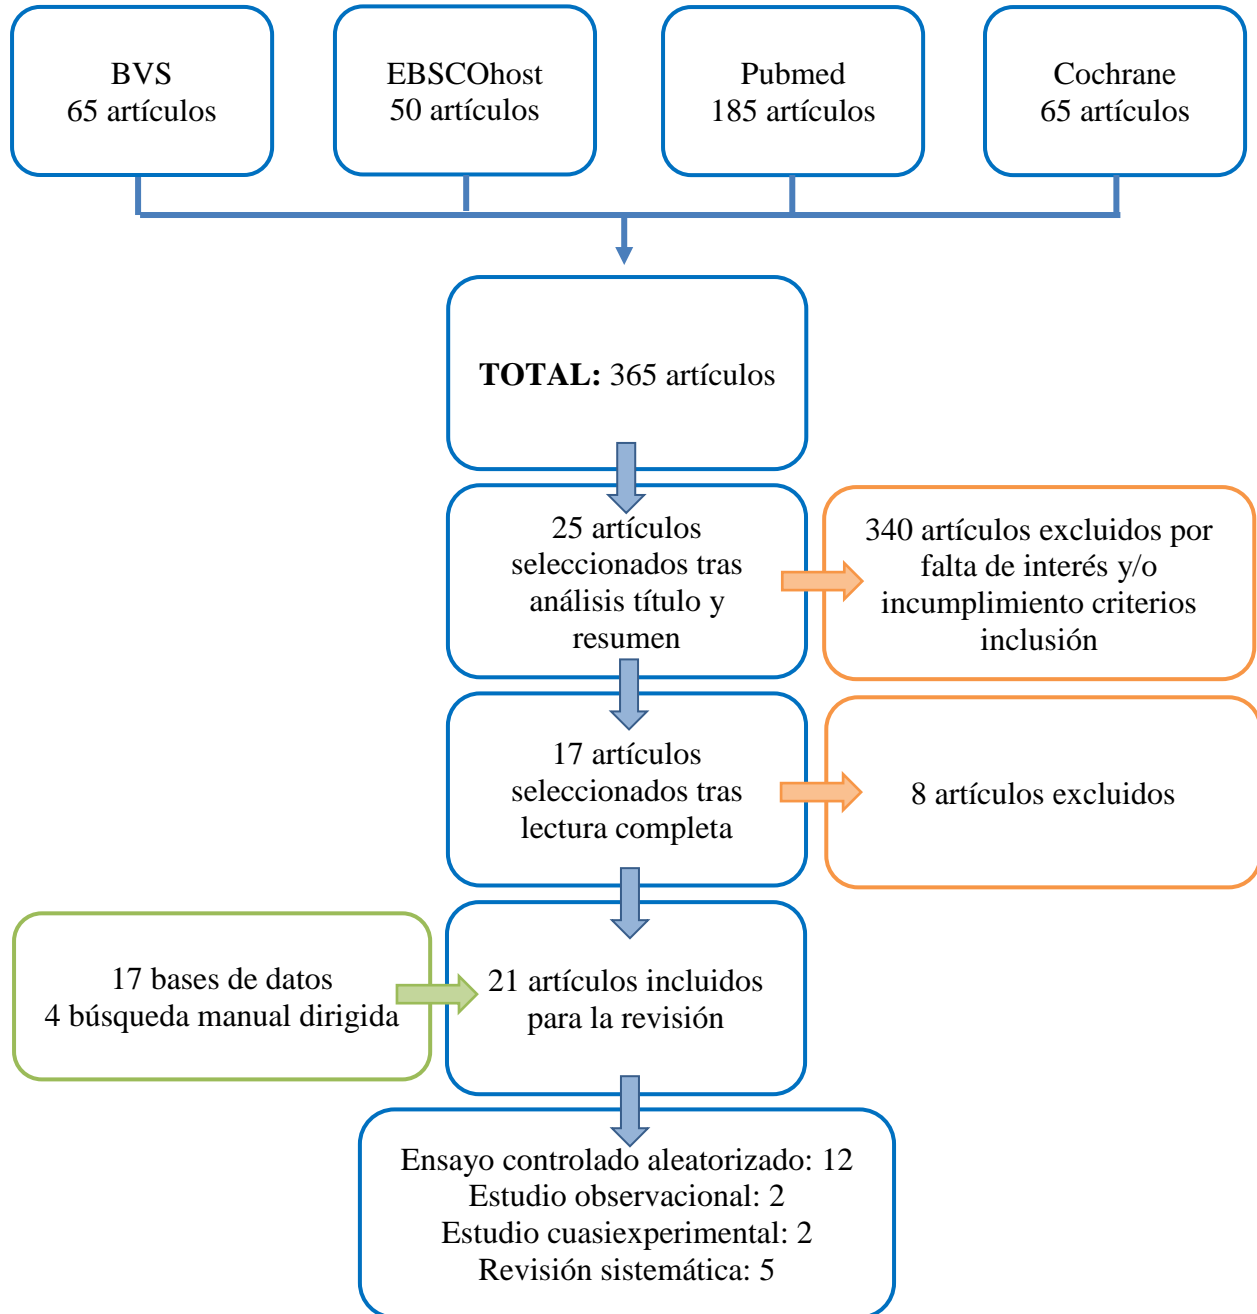 BVS
65 artículos
EBSCOhost
50 artículos
Pubmed
185 artículos
Cochrane
65 artículos
TOTAL: 365 artículos
25 artículos
seleccionados tras
análisis título y
resumen
340 artículos excluidos por
falta de interés y/o
incumplimiento criterios
inclusión
17 artículos
seleccionados tras
lectura completa
8 artículos excluidos
17 bases de datos
4 búsqueda manual dirigida
21 artículos incluidos
para la revisión
Ensayo controlado aleatorizado: 12
Estudio observacional: 2
Estudio cuasiexperimental: 2
Revisión sistemática: 5